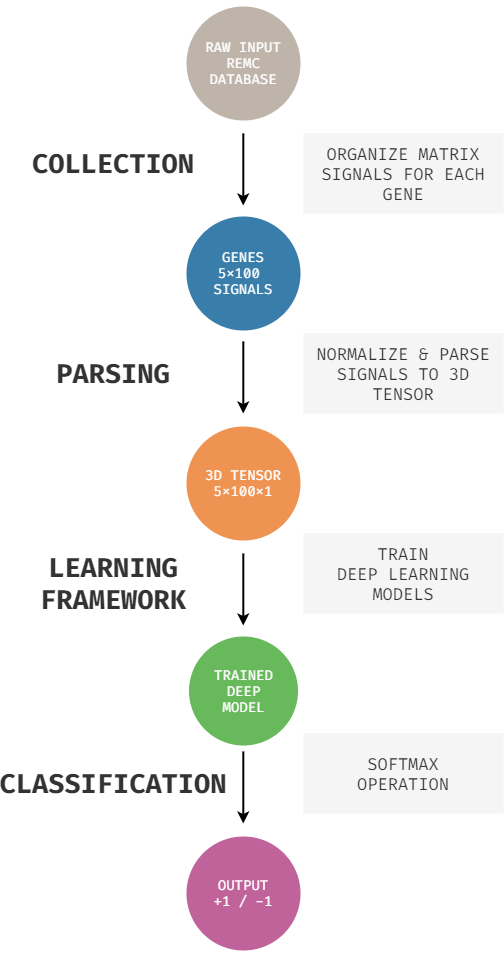 RAW INPUT
REMC
DATABASE
COLLECTION
ORGANIZE MATRIX
SIGNALS FOR EACH
GENE
GENES
5×100
SIGNALS
PARSING
NORMALIZE & PARSE
SIGNALS TO 3D
TENSOR
3D TENSOR
5×100×1
LEARNING
FRAMEWORK
TRAIN
DEEP LEARNING
MODELS
TRAINED
DEEP
MODEL
CLASSIFICATION
SOFTMAX
OPERATION
OUTPUT
+1 / -1